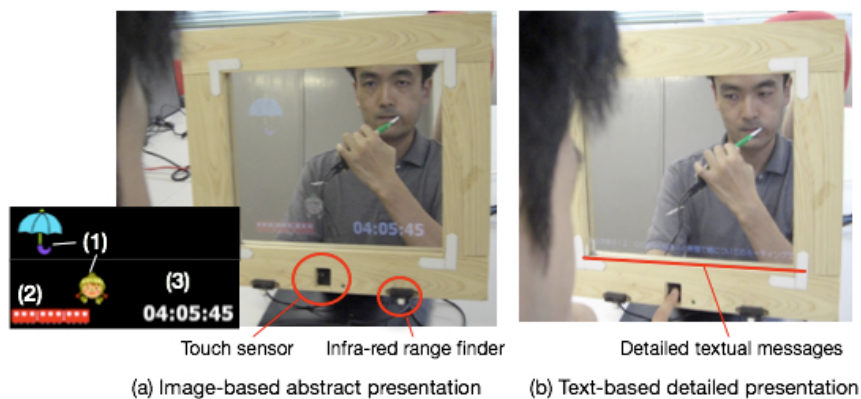 04:05:45
(1)
(2)
(3)
04:05:45
Touch sensor
Infra-red range finder
Detailed textual messages
(a) Image-based abstract presentation
(b) Text-based detailed presentation